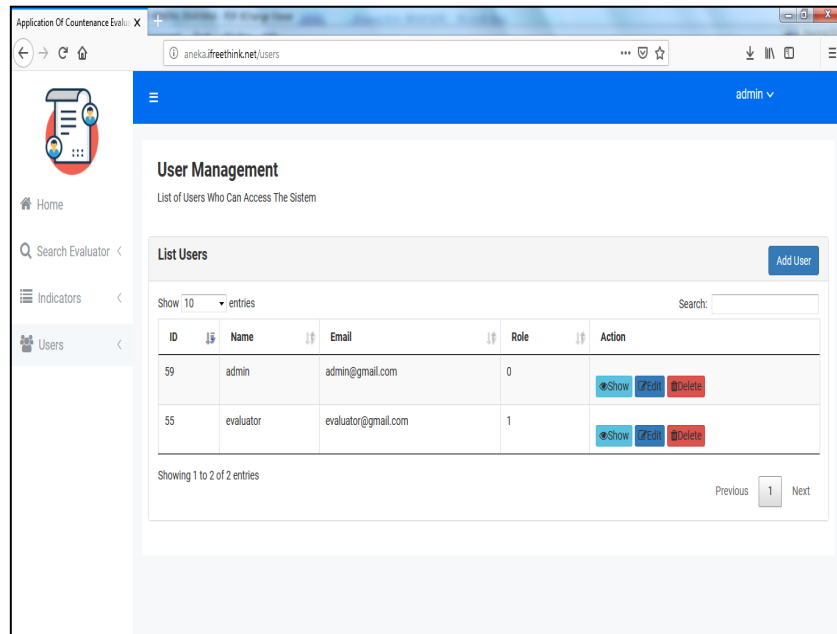 Application Of Countenance Evalu X
aneka.ifreethink.net/users
admin
Home
Search Evaluator
Indicators
Users
User Management
List of Users Who Can Access The Sistem
List Users
Add User
Show 10 entries
Search:
ID Name Email Role Action
59 admin admin@gmail.com 0 Show Edit Delete
55 evaluator evaluator@gmail.com 1 Show Edit Delete
Showing 1 to 2 of 2 entries
Previous 1 Next